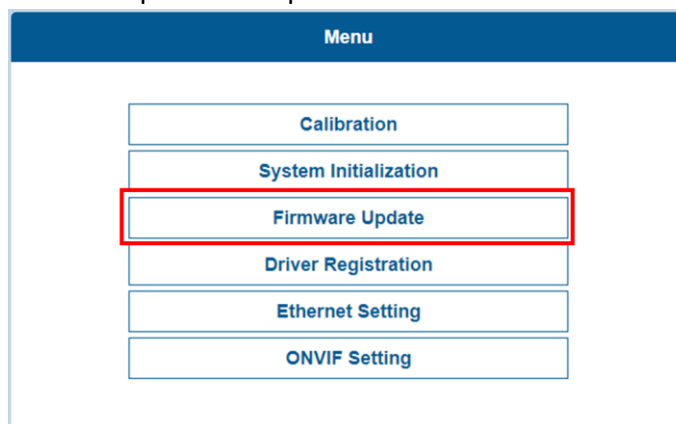 Menu
Calibration
System Initialization
Firmware Update
Driver Registration
Ethernet Setting
ONVIF Setting